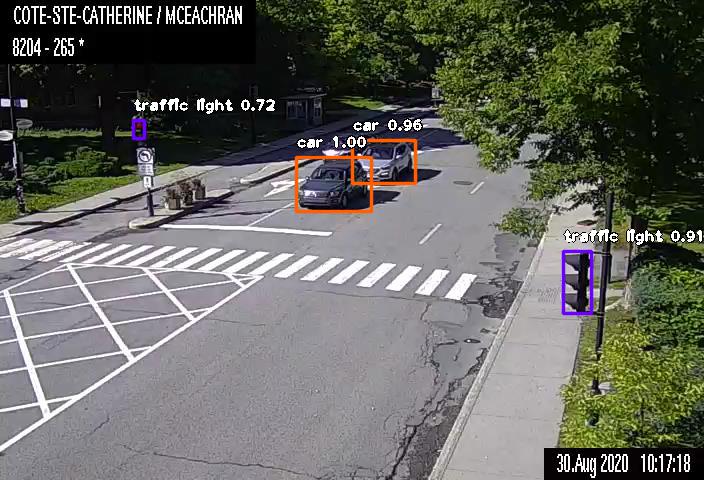 COTE-STE-CATHERINE / MCEACHRAN
8204 - 265 *
traffic light 0.72
car 0.96
car 1.00
traffic light 0.91
30.Aug 2020 10:17:18